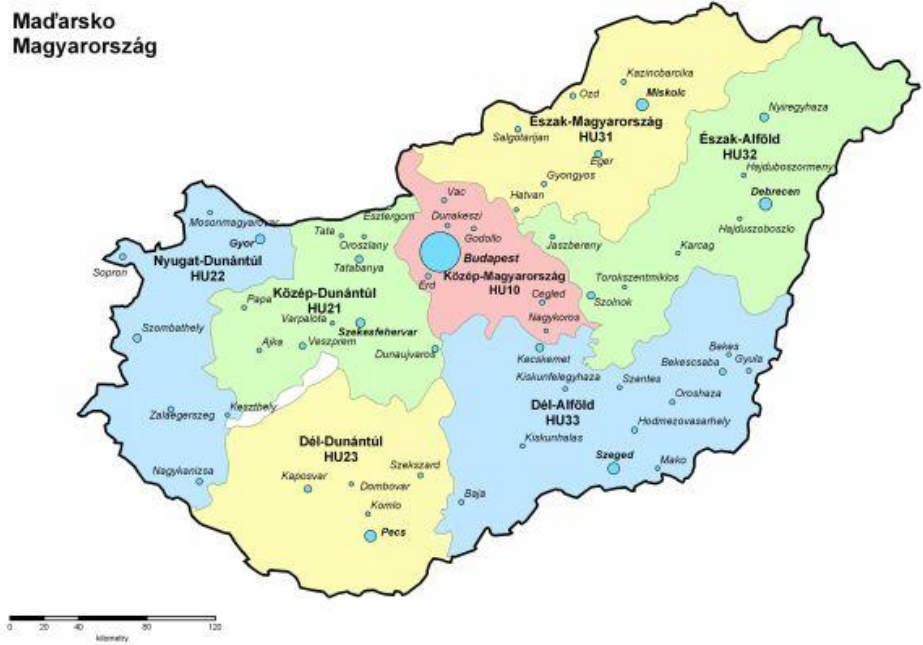 Maďarsko
Magyarország
Kazincbarcika
Ozd
Miskolc
Nyiregyhaza
Észak-Magyarország
HU31
Salgotarjan
Észak-Alföld
HU32
Eger
Hajduboszormeny
Gyongyos
Vac
Hatvan
Debrecen
Mosonmagyarovar
Esztergom
Dunakeszi
Hajduszoboszlo
Gyor
Tata
Oroszlany
Godollo
Jaszbereny
Karcag
Sopron
Nyugat-Dunántúl
HU22
Tatabanya
Budapest
Közép-Magyarország
HU10
Erd
Torokszentmiklos
Szolnok
Közép-Dunántúl
HU21
Papa
Cegled
Varpalota
Szekesfehervar
Nagykoros
Szombathely
Ajka
Veszprem
Dunaujvaros
Kecskemet
Bekes
Bekescsaba
Gyula
Kiskunfelegyhaza
Szentes
Oroshaza
Zalaegerszeg
Keszthely
Dél-Alföld
HU33
Hodmezovasarhely
Dél-Dunántúl
HU23
Kiskunhalas
Szekszard
Szeged
Mako
Nagykanizsa
Kaposvar
Dombovar
Baja
Komlo
Pecs
0 20 40 80 120
kilometry